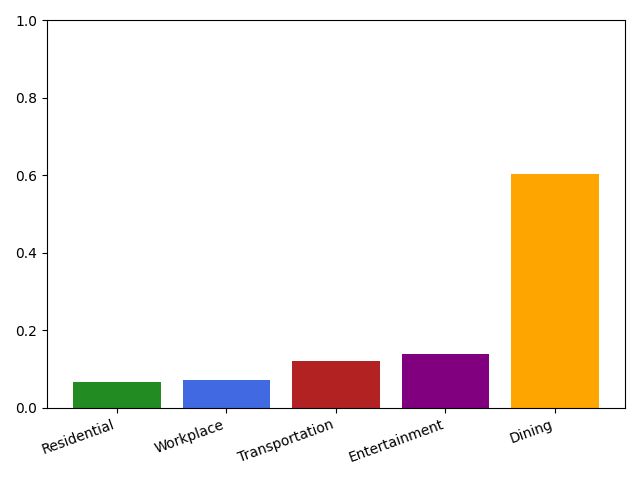 1.0
0.8
0.6
0.4
0.2
0.0
Residential
Workplace
Transportation
Entertainment
Dining